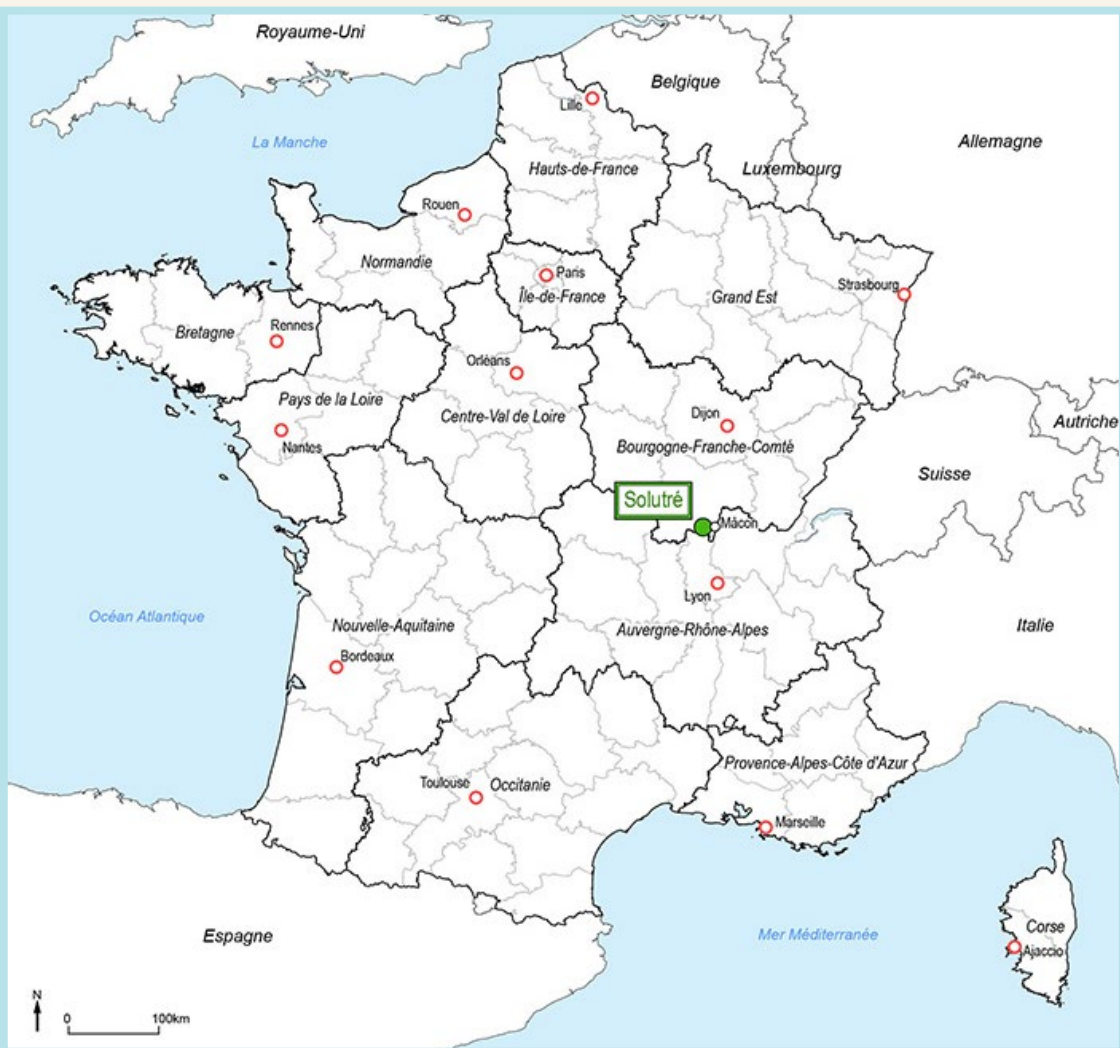 Royaume-Uni
Belgique
Lille
Allemagne
La Manche
Hauts-de-France
Luxembourg
Rouen
Normandie
Paris
Île-de-France
Strasbourg
Grand Est
Bretagne
Rennes
Orléans
Pays de la Loire
Centre-Val de Loire
Dijon
Autriche
Nantes
Bourgogne-Franche-Comté
Suisse
Solutré
Mâcon
Lyon
Océan Atlantique
Nouvelle-Aquitaine
Auvergne-Rhône-Alpes
Italie
Bordeaux
Provence-Alpes-Côte d'Azur
Toulouse
Occitanie
Marseille
Espagne
Mer Méditerranée
Corse
Ajaccio
N
0 100km